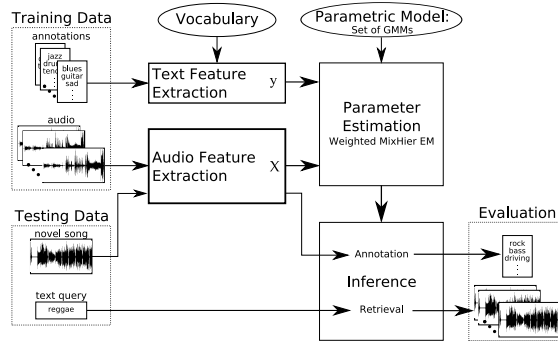 Training Data
annotations
jazz
dru
tend
blues
guitar
sad
audio
Vocabulary
Parametric Model:
Set of GMMs
Text Feature
Extraction
y
Audio Feature
Extraction
X
Parameter
Estimation
Weighted MixHier EM
Testing Data
novel song
text query
reggae
Annotation
Inference
Retrieval
Evaluation
rock
bass
driving